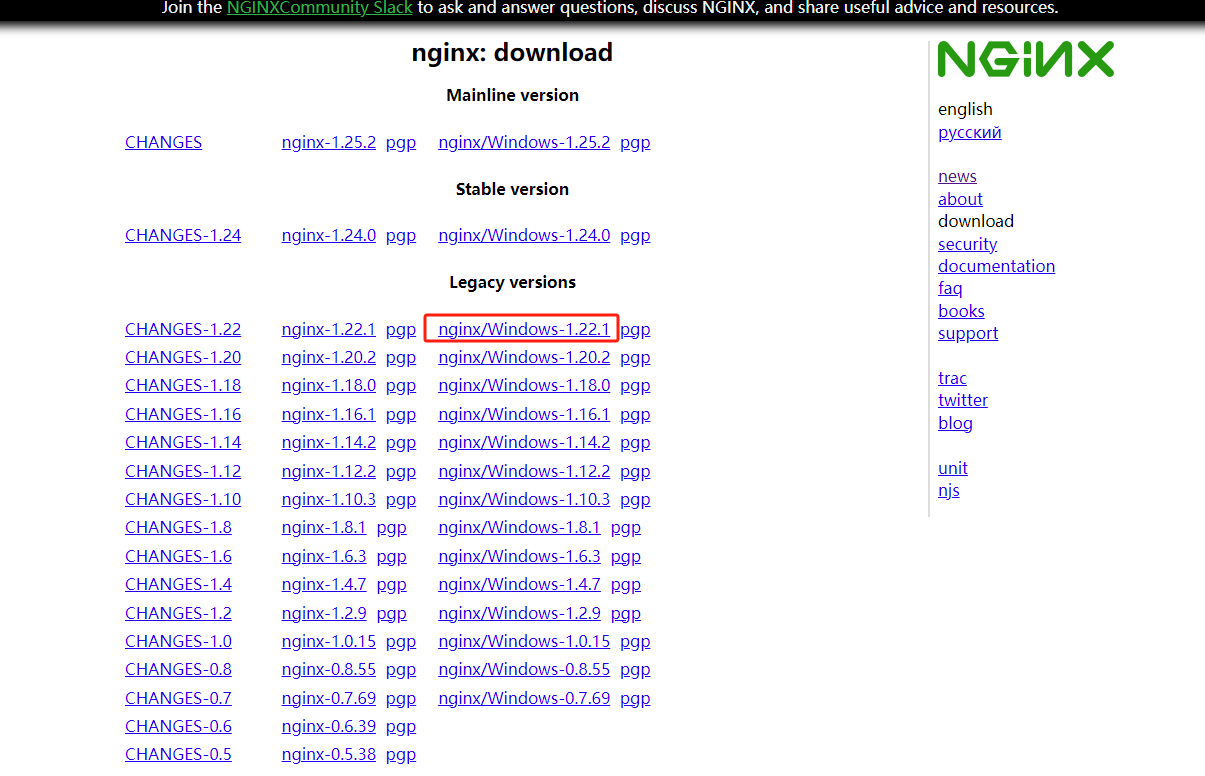 Join the NGINXCommunity Slack to ask and answer questions, discuss NGINX, and share useful advice and resources.
nginx: download
Mainline version
CHANGES nginx-1.25.2 pgp nginx/Windows-1.25.2 pgp
Stable version
CHANGES-1.24 nginx-1.24.0 pgp nginx/Windows-1.24.0 pgp
Legacy versions
CHANGES-1.22 nginx-1.22.1 pgp nginx/Windows-1.22.1 pgp
CHANGES-1.20 nginx-1.20.2 pgp nginx/Windows-1.20.2 pgp
CHANGES-1.18 nginx-1.18.0 pgp nginx/Windows-1.18.0 pgp
CHANGES-1.16 nginx-1.16.1 pgp nginx/Windows-1.16.1 pgp
CHANGES-1.14 nginx-1.14.2 pgp nginx/Windows-1.14.2 pgp
CHANGES-1.12 nginx-1.12.2 pgp nginx/Windows-1.12.2 pgp
CHANGES-1.10 nginx-1.10.3 pgp nginx/Windows-1.10.3 pgp
CHANGES-1.8 nginx-1.8.1 pgp nginx/Windows-1.8.1 pgp
CHANGES-1.6 nginx-1.6.3 pgp nginx/Windows-1.6.3 pgp
CHANGES-1.4 nginx-1.4.7 pgp nginx/Windows-1.4.7 pgp
CHANGES-1.2 nginx-1.2.9 pgp nginx/Windows-1.2.9 pgp
CHANGES-1.0 nginx-1.0.15 pgp nginx/Windows-1.0.15 pgp
CHANGES-0.8 nginx-0.8.55 pgp nginx/Windows-0.8.55 pgp
CHANGES-0.7 nginx-0.7.69 pgp nginx/Windows-0.7.69 pgp
CHANGES-0.6 nginx-0.6.39 pgp
CHANGES-0.5 nginx-0.5.38 pgp
NGINX
english
русский
news
about
download
security
documentation
faq
books
support
trac
twitter
blog
unit
njs